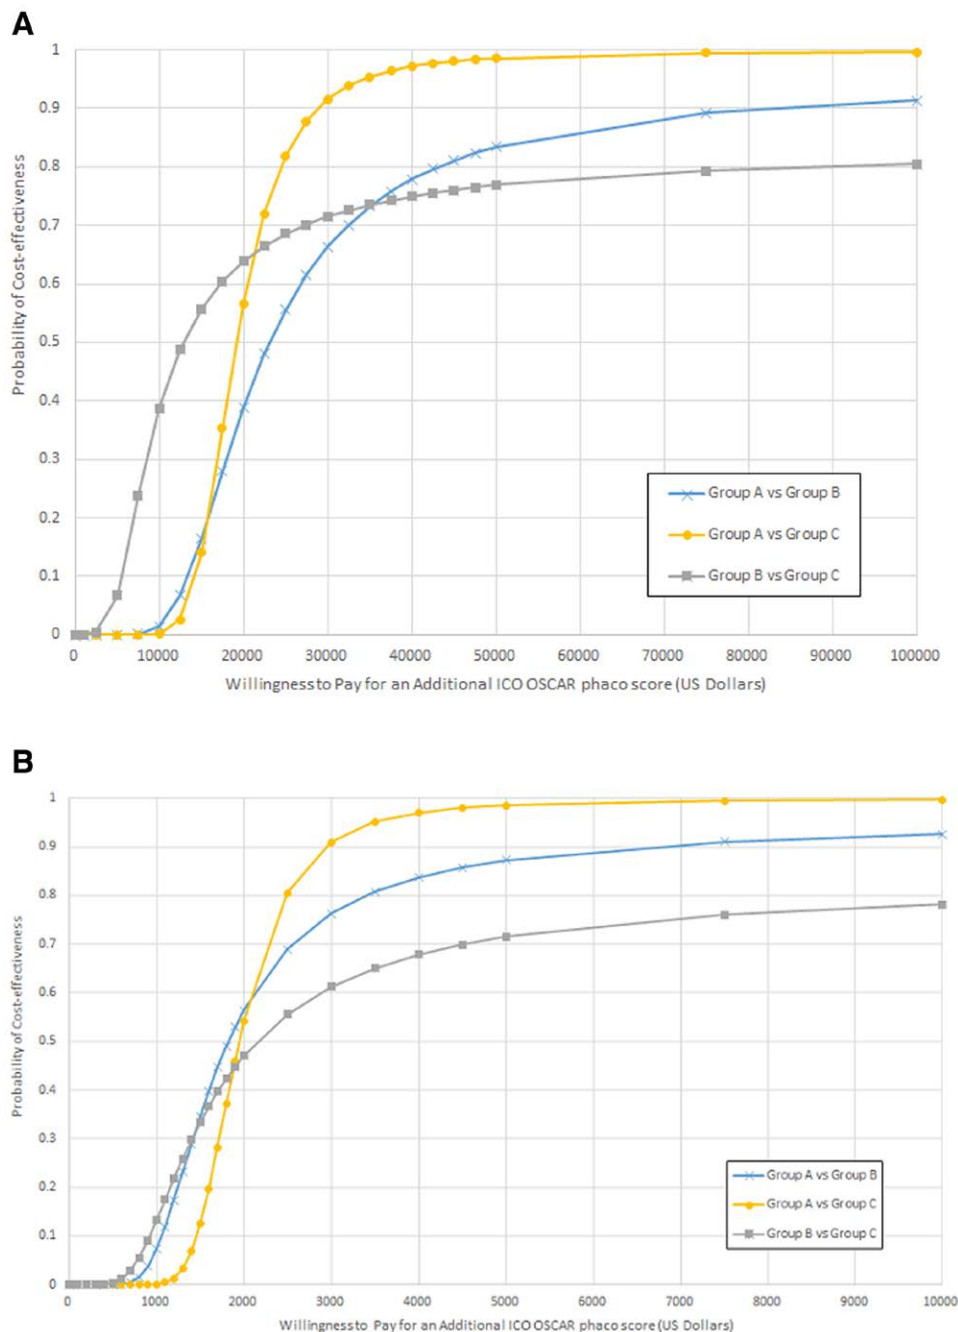 A
1
0.9
0.8
0.7
0.6
0.5
0.4
0.3
0.2
0.1
0
Probability of Cost-effectiveness
Group A vs Group B
Group A vs Group C
Group B vs Group C
0 10000 20000 30000 40000 50000 60000 70000 80000 90000 100000
Willingness to Pay for an Additional ICO OSCAR phaco score (US Dollars)
B
1
0.9
0.8
0.7
0.6
0.5
0.4
0.3
0.2
0.1
0
Probability of Cost-effectiveness
Group A vs Group B
Group A vs Group C
Group B vs Group C
0 1000 2000 3000 4000 5000 6000 7000 8000 9000 10000
Willingness to Pay for an Additional ICO OSCAR phaco score (US Dollars)